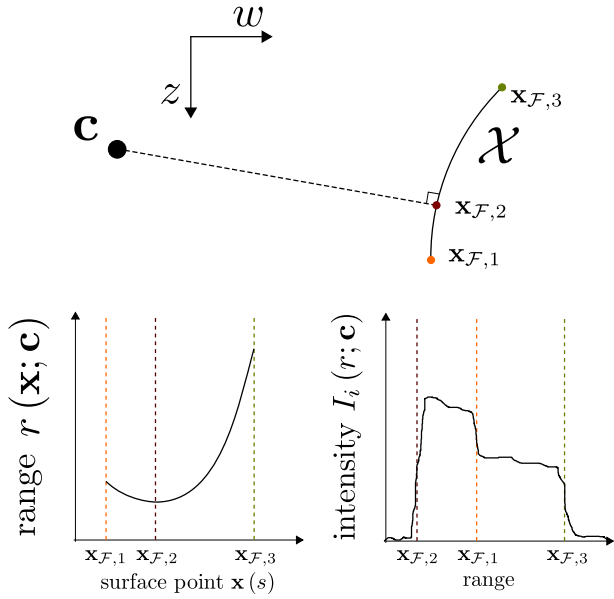 w
z
c
𝒳
x_{ℱ,3}
x_{ℱ,2}
x_{ℱ,1}
range r (x; c)
x_{ℱ,1} x_{ℱ,2} x_{ℱ,3}
surface point x (s)
intensity I_i (r; c)
x_{ℱ,2} x_{ℱ,1} x_{ℱ,3}
range